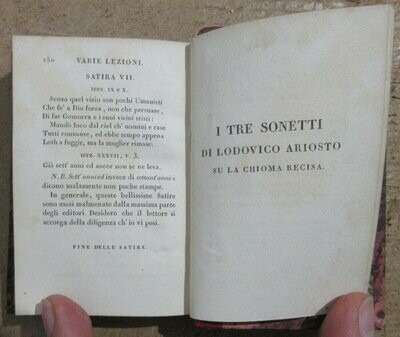 250 VARIE LEZIONI.
SATIRA VII.
TERZ. IX E X.
Senza quel vizio son pochi Umanisti
Che fe' a Dio forza, non che persuase,
Di far Gomorra e i suoi vicini tristi:
Mandò foco dal ciel ch' uomini e case
Tutti consunse, ed ebbe tempo appena
Loth a fuggir, ma la moglier rimase.
TERZ. XXXVII, v. 3.
Già sett' anni ed ancor non se ne leva.
N. B. Sett' anni ed invece di settant' anni e
dicono malamente non poche stampe.
In generale, queste bellissime Satire
sono assai malmenate dalla massima parte
degli editori. Desidero che il lettore si
accorga della diligenza ch' io vi posi.
FINE DELLE SATIRE.
I TRE SONETTI
DI LODOVICO ARIOSTO
SU LA CHIOMA RECISA.